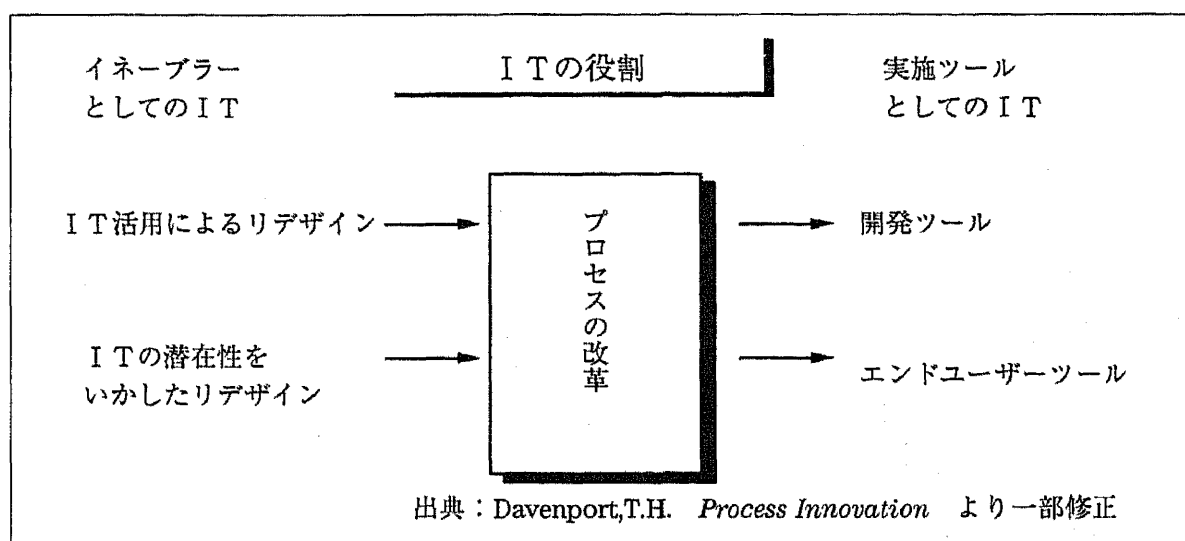 イネーブラー
としてのIT
ITの役割
実施ツール
としてのIT
IT活用によるリデザイン
プロセスの改革
開発ツール
ITの潜在性を
いかしたリデザイン
エンドユーザーツール
出典:Davenport,T.H. Process Innovation より一部修正